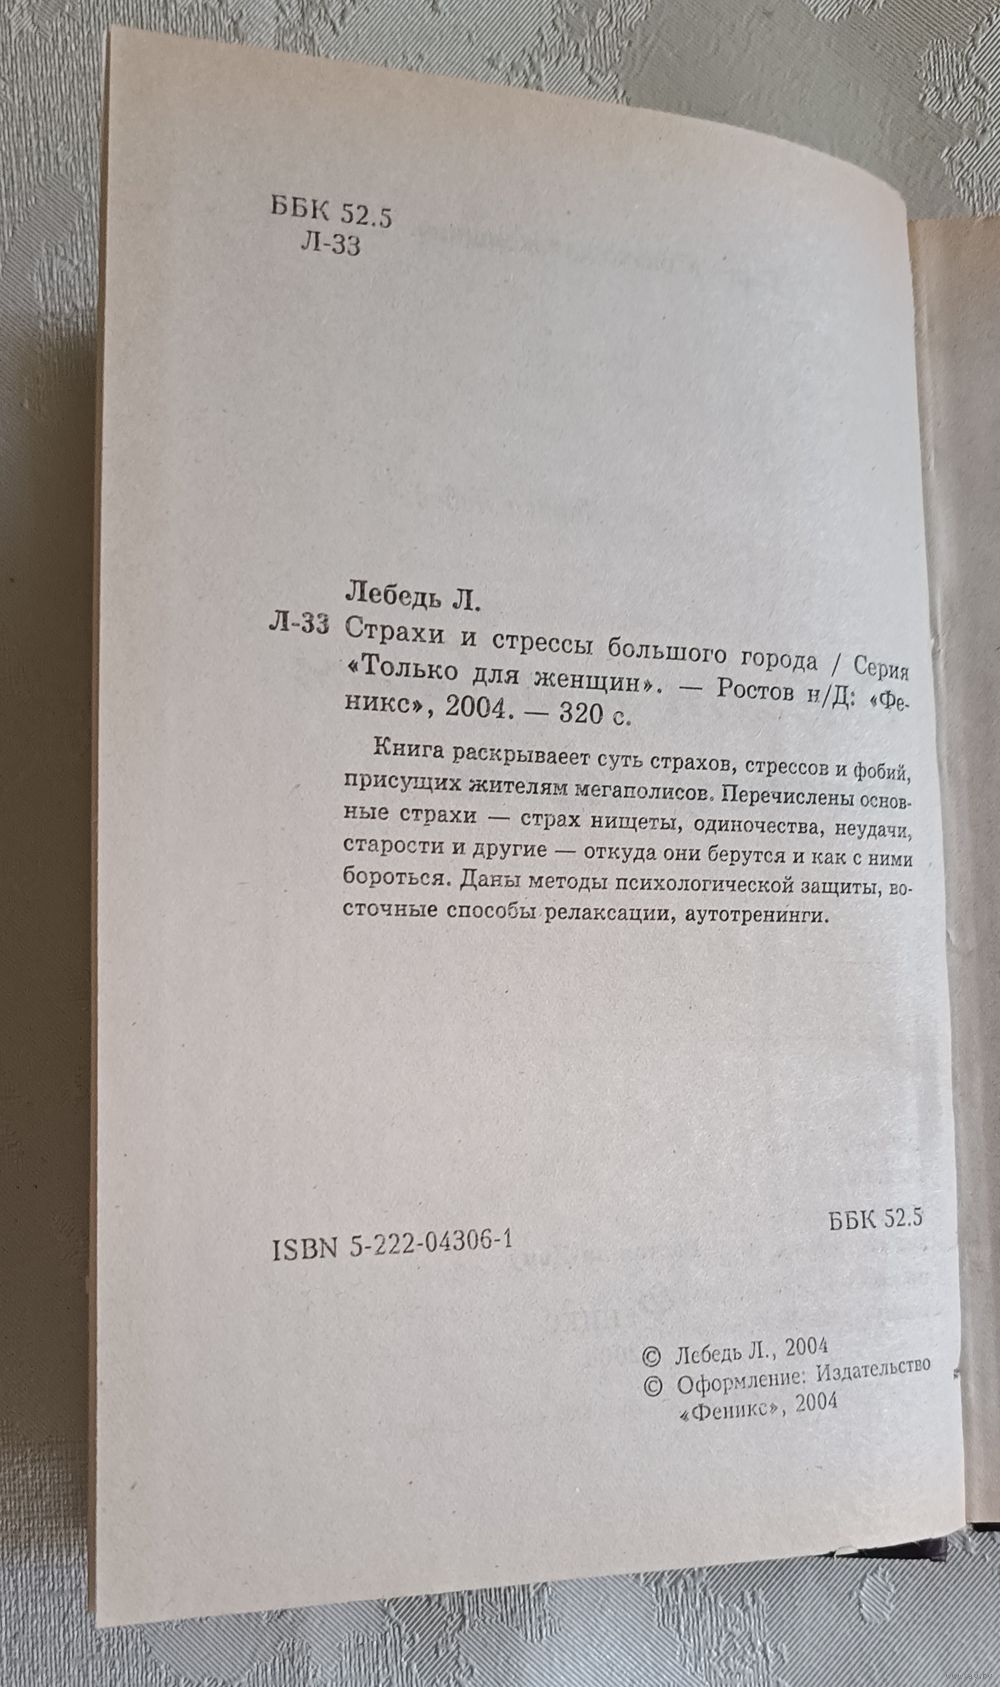 ББК 52.5
Л-33
Лебедь Л.
Л-33 Страхи и стрессы большого города / Серия
«Только для женщин». — Ростов н/Д: «Фе-
никс», 2004. — 320 с.
Книга раскрываеет суть страхов, стрессов и фобий,
присущих жителям мегаполисов. Перечислены основ-
ные страхи — страх нищеты, одиночества, неудачи,
старости и другие — откуда они берутся и как с ними
бороться. Даны методы психологической защиты, во-
сточные способы релаксации, аутотренинги.
ISBN 5-222-04306-1
ББК 52.5
© Лебедь Л., 2004
© Оформление: Издательство
«Феникс», 2004